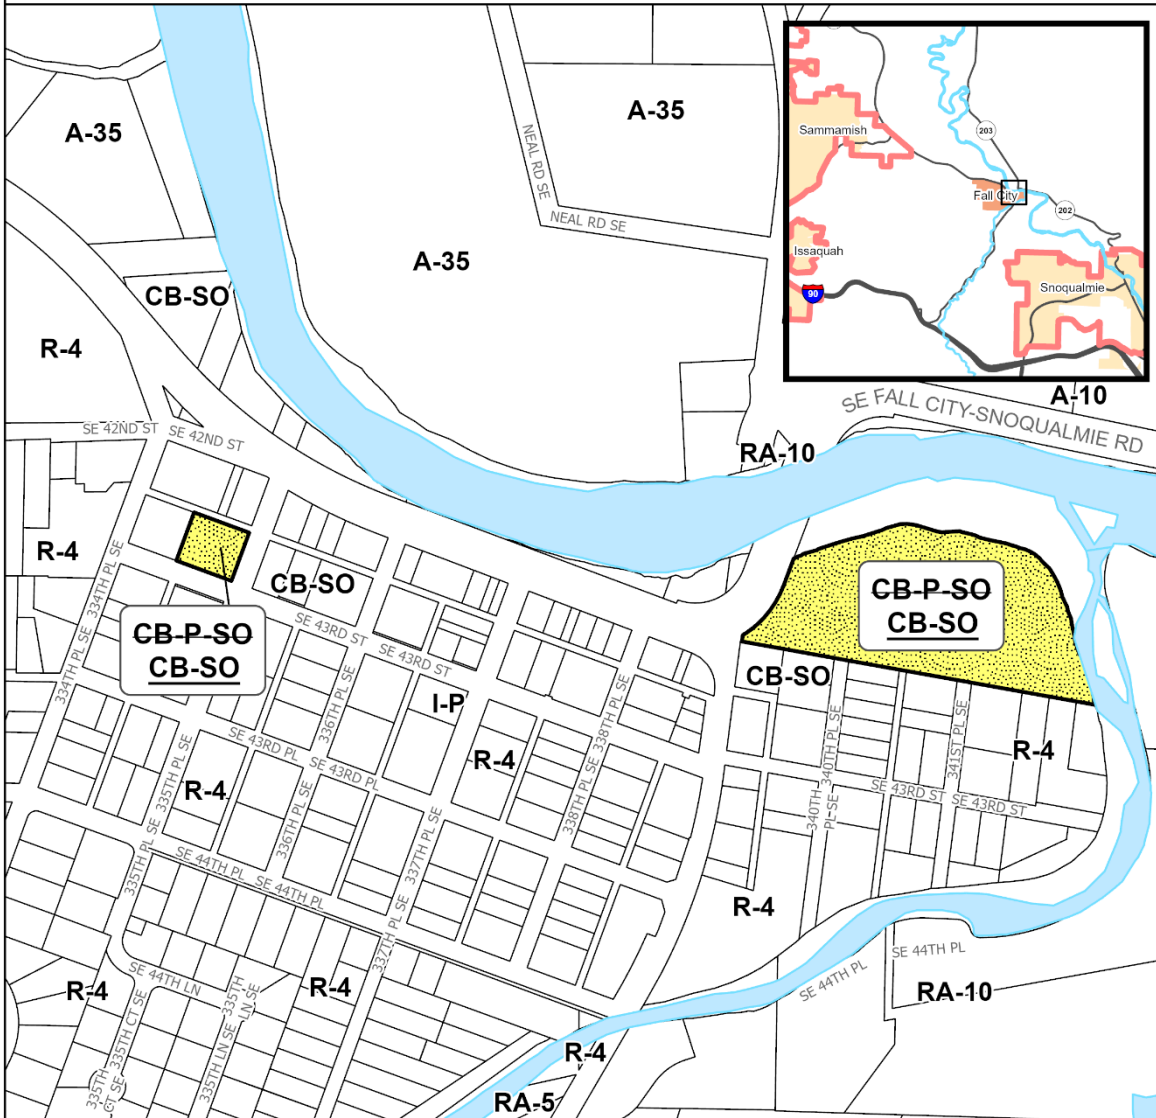 A-35
A-35
NEAL RD SE
NEAL RD SE
A-35
Sammamish
203
Fall City
202
Issaquah
90
Snoqualmie
CB-SO
R-4
A-10
SE FALL CITY-SNOQUALMIE RD
SE 42ND ST
SE 42ND ST
RA-10
R-4
334TH PL SE
334TH PL SE
CB-SO
CB-P-SO
CB-SO
CB-P-SO
CB-SO
SE 43RD ST
SE 43RD ST
CB-SO
336TH PL SE
I-P
338TH PL SE
338TH PL SE
340TH PL SE
340TH
PL SE
341ST PL SE
R-4
SE 43RD PL
SE 43RD PL
R-4
R-4
335TH PL SE
335TH PL SE
336TH PL SE
337TH PL SE
337TH PL SE
SE 43RD ST
SE 43RD ST
SE 44TH PL
SE 44TH PL
R-4
SE 44TH PL
SE 44TH PL
SE 44TH LN
R-4
R-4
335TH
LN SE
335TH LN SE
335TH CT SE
335TH
CT SE
RA-10
R-4
RA-5